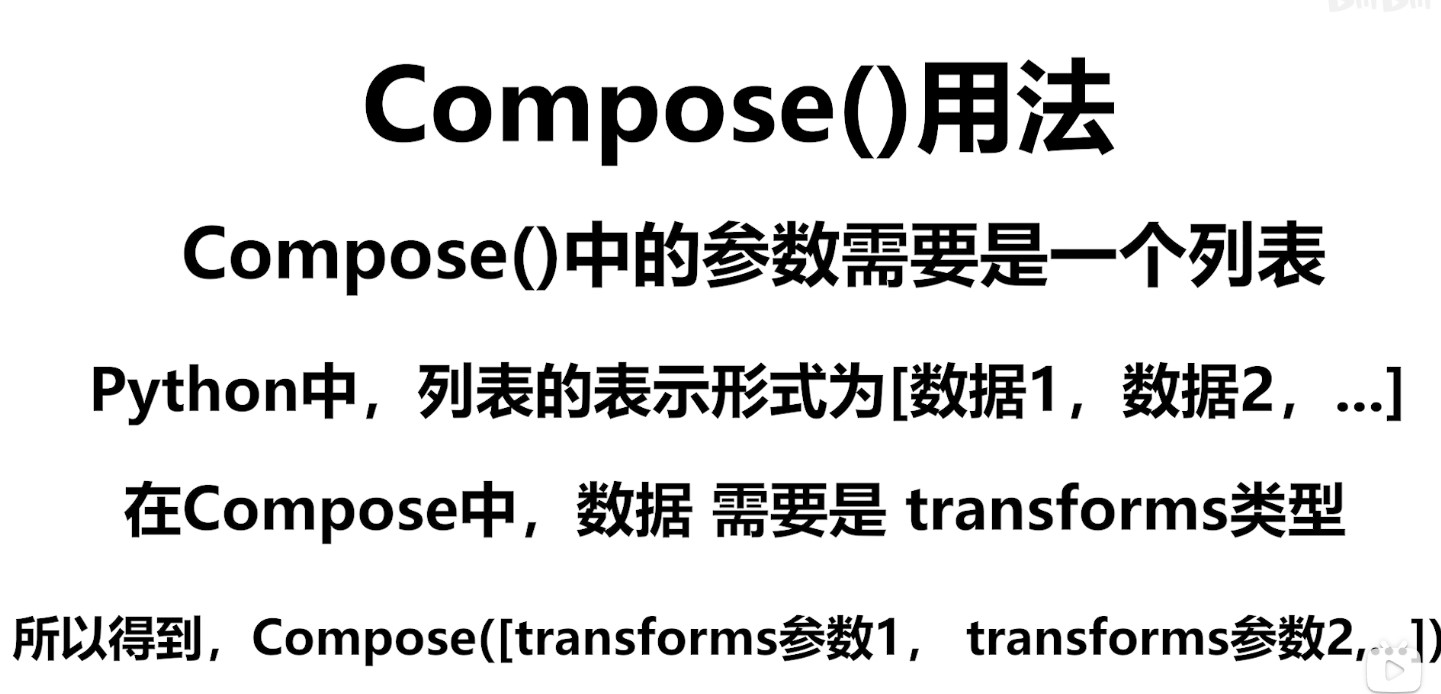 Compose()用法
Compose()中的参数需要是一个列表
Python中，列表的表示形式为[数据1，数据2，...]
在Compose中，数据 需要是 transforms类型
所以得到，Compose([transforms参数1， transforms参数2,...])